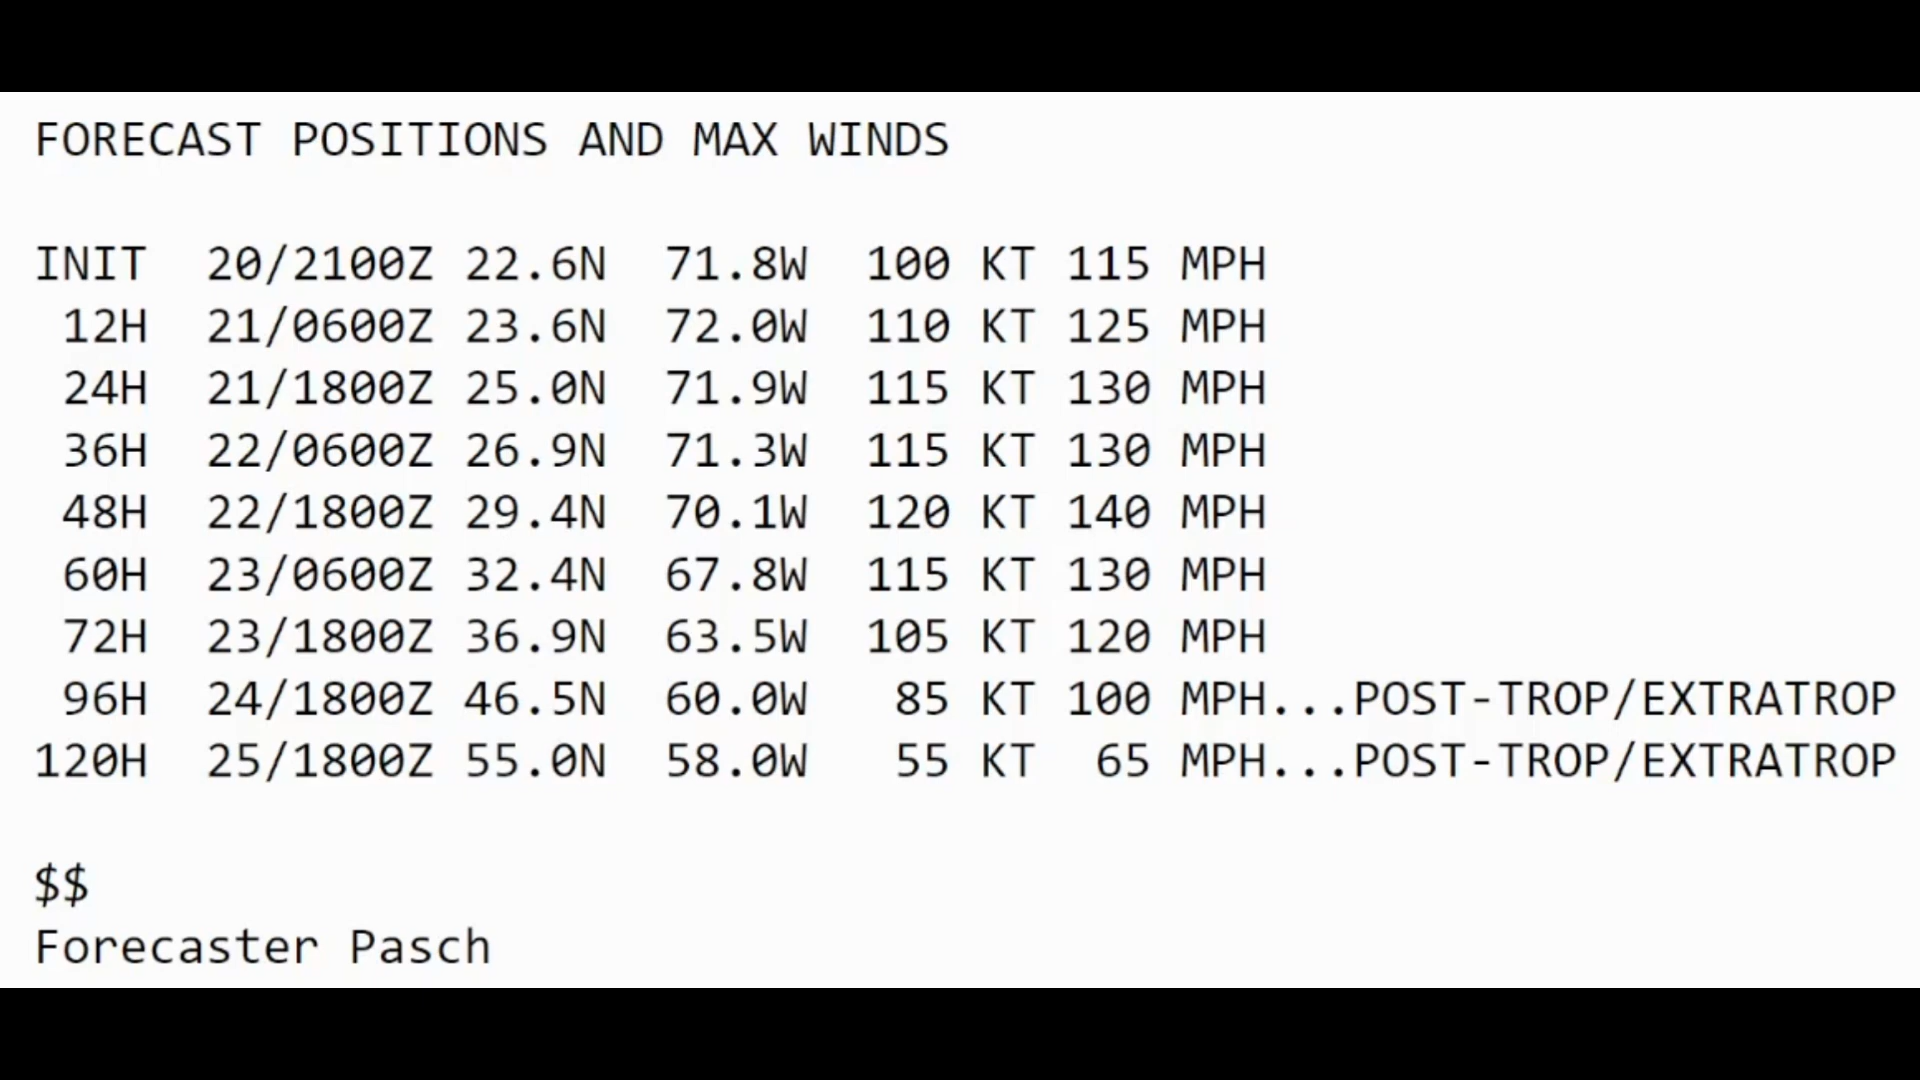 FORECAST POSITIONS AND MAX WINDS
INIT  20/2100Z 22.6N  71.8W  100 KT 115 MPH
 12H  21/0600Z 23.6N  72.0W  110 KT 125 MPH
 24H  21/1800Z 25.0N  71.9W  115 KT 130 MPH
 36H  22/0600Z 26.9N  71.3W  115 KT 130 MPH
 48H  22/1800Z 29.4N  70.1W  120 KT 140 MPH
 60H  23/0600Z 32.4N  67.8W  115 KT 130 MPH
 72H  23/1800Z 36.9N  63.5W  105 KT 120 MPH
 96H  24/1800Z 46.5N  60.0W   85 KT 100 MPH...POST-TROP/EXTRATROP
120H  25/1800Z 55.0N  58.0W   55 KT  65 MPH...POST-TROP/EXTRATROP
$$
Forecaster Pasch